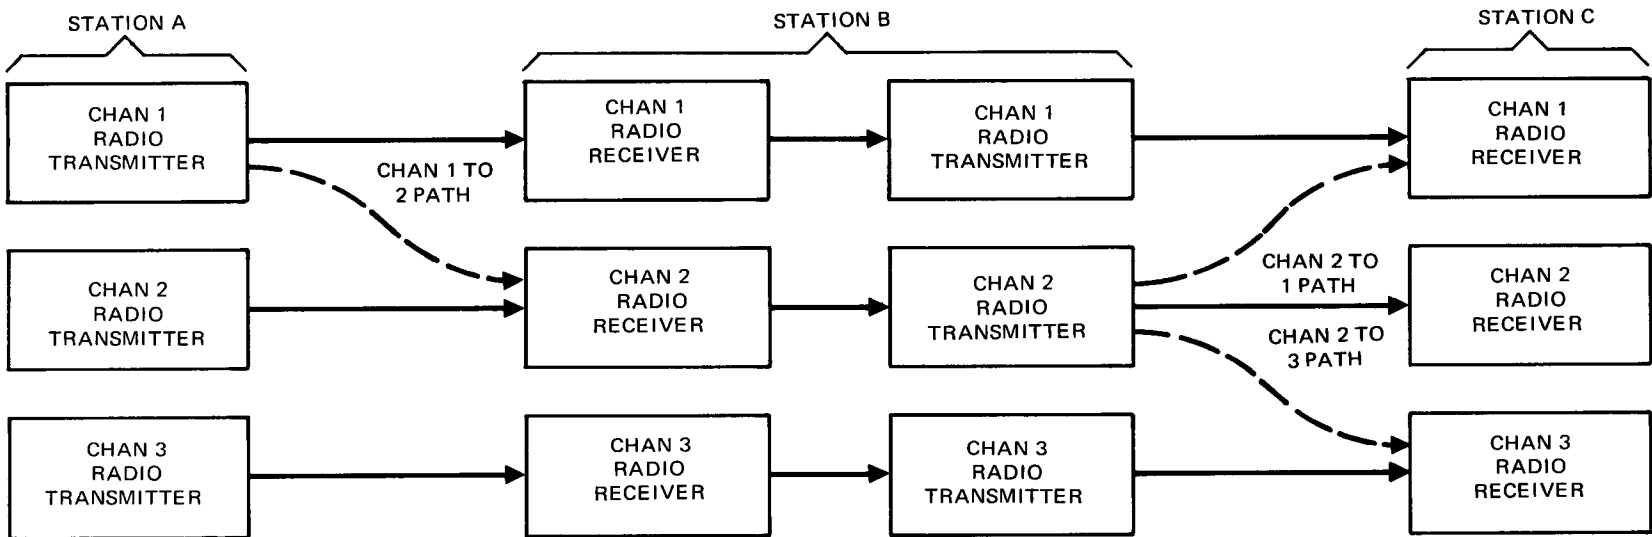 STATION A
STATION B
STATION C
CHAN 1
RADIO
TRANSMITTER
CHAN 1 TO
2 PATH
CHAN 1
RADIO
RECEIVER
CHAN 1
RADIO
TRANSMITTER
CHAN 1
RADIO
RECEIVER
CHAN 2
RADIO
TRANSMITTER
CHAN 2
RADIO
RECEIVER
CHAN 2
RADIO
TRANSMITTER
CHAN 2 TO
1 PATH
CHAN 2 TO
3 PATH
CHAN 2
RADIO
RECEIVER
CHAN 3
RADIO
TRANSMITTER
CHAN 3
RADIO
RECEIVER
CHAN 3
RADIO
TRANSMITTER
CHAN 3
RADIO
RECEIVER